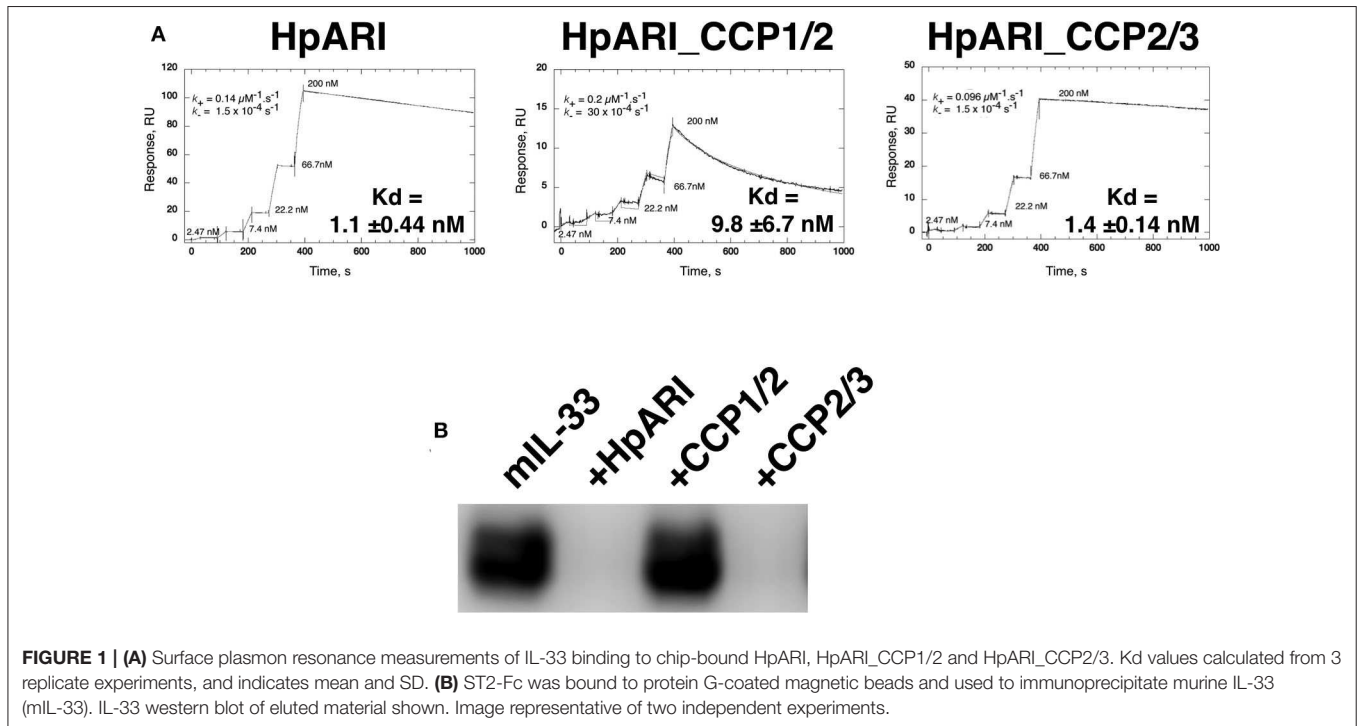 A
HpARI
HpARI_CCP1/2
HpARI_CCP2/3
120
100
80
60
40
20
0
Response, RU
k+ = 0.14 µM-1.s-1
k- = 1.5 x 10-4 s-1
200 nM
66.7nM
22.2 nM
7.4 nM
2.47 nM
Kd =
1.1 ±0.44 nM
0 200 400 600 800 1000
Time, s
20
15
10
5
0
Response, RU
k+ = 0.2 µM-1.s-1
k- = 30 x 10-4 s-1
200 nM
66.7nM
22.2 nM
7.4 nM
2.47 nM
Kd =
9.8 ±6.7 nM
0 200 400 600 800 1000
Time, s
50
40
30
20
10
0
Response, RU
k+ = 0.096 µM-1.s-1
k- = 1.5 x 10-4 s-1
200 nM
66.7nM
22.2 nM
7.4 nM
2.47 nM
Kd =
1.4 ±0.14 nM
0 200 400 600 800 1000
Time, s
B
mIL-33
+HpARI
+CCP1/2
+CCP2/3
FIGURE 1 | (A) Surface plasmon resonance measurements of IL-33 binding to chip-bound HpARI, HpARI_CCP1/2 and HpARI_CCP2/3. Kd values calculated from 3
replicate experiments, and indicates mean and SD. (B) ST2-Fc was bound to protein G-coated magnetic beads and used to immunoprecipitate murine IL-33
(mIL-33). IL-33 western blot of eluted material shown. Image representative of two independent experiments.